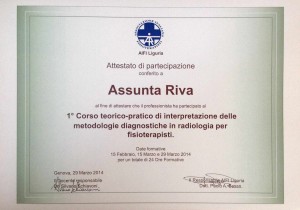 AIFI Liguria
Attestato di partecipazione
conferito a
Assunta Riva
al fine di attestare che il professionista ha partecipato al
1° Corso teorico-pratico di interpretazione delle
metodologie diagnostiche in radiologia per
fisioterapisti.
Date formative
15 Febbraio, 15 Marzo e 29 Marzo 2014
per un totale di 24 Ore Formative
Genova, 29 Marzo 2014